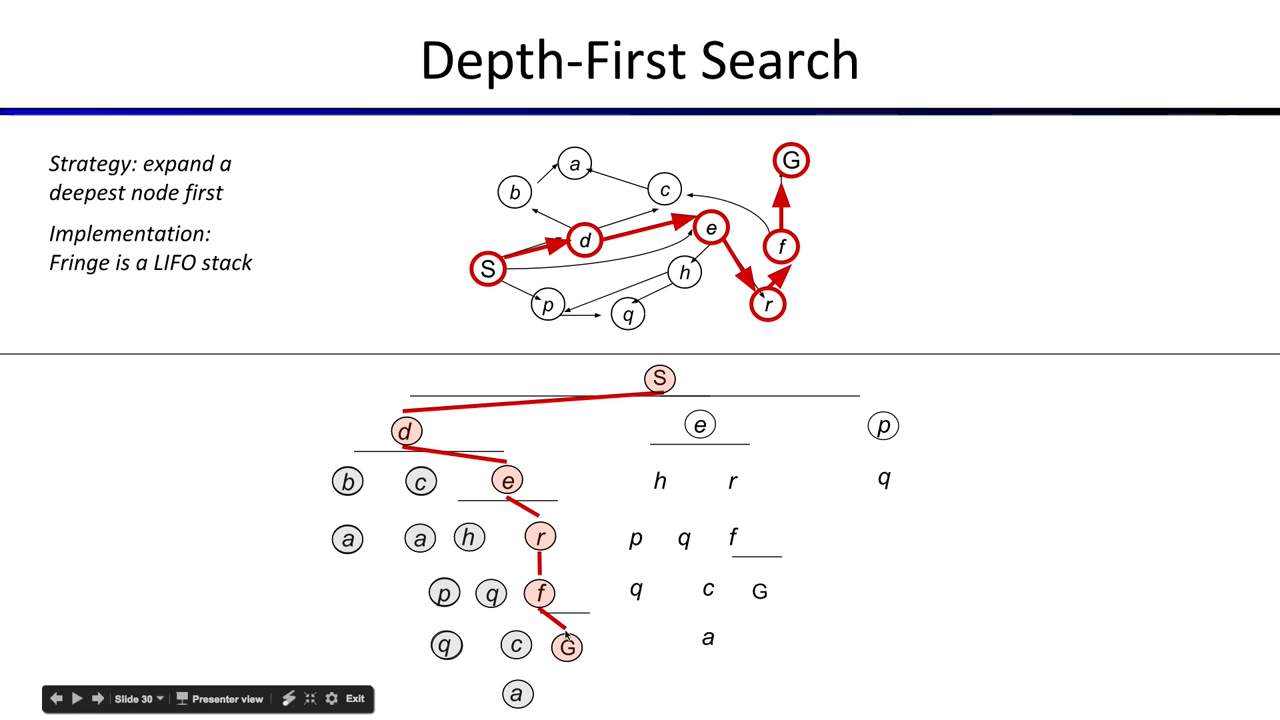 Depth-First Search
Strategy: expand a
deepest node first
Implementation:
Fringe is a LIFO stack
a
G
b
c
e
d
f
S
h
r
p
q
S
d
e
p
b
c
e
h
r
q
a
a
h
r
p
q
f
p
q
f
q
c
G
q
c
G
a
a
Slide 30
Presenter view
Exit